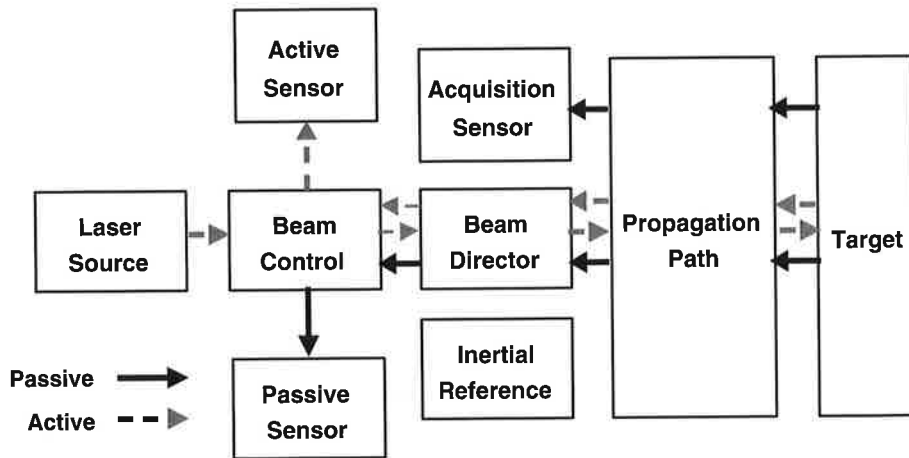 Active
Sensor
Acquisition
Sensor
Laser
Source
Beam
Control
Beam
Director
Propagation
Path
Target
Inertial
Reference
Passive
Sensor
Passive
Active